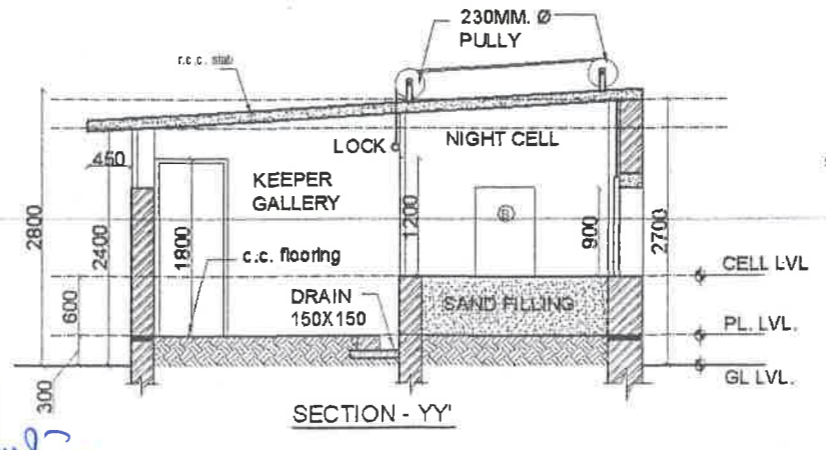 230MM. Ø
PULLY
r.c.c. slab
LOCK
NIGHT CELL
450
KEEPER
GALLERY
2800
2400
1800
1200
900
2700
c.c. flooring
CELL LVL
DRAIN
150X150
SAND FILLING
600
PL. LVL.
300
GL LVL.
SECTION - YY'